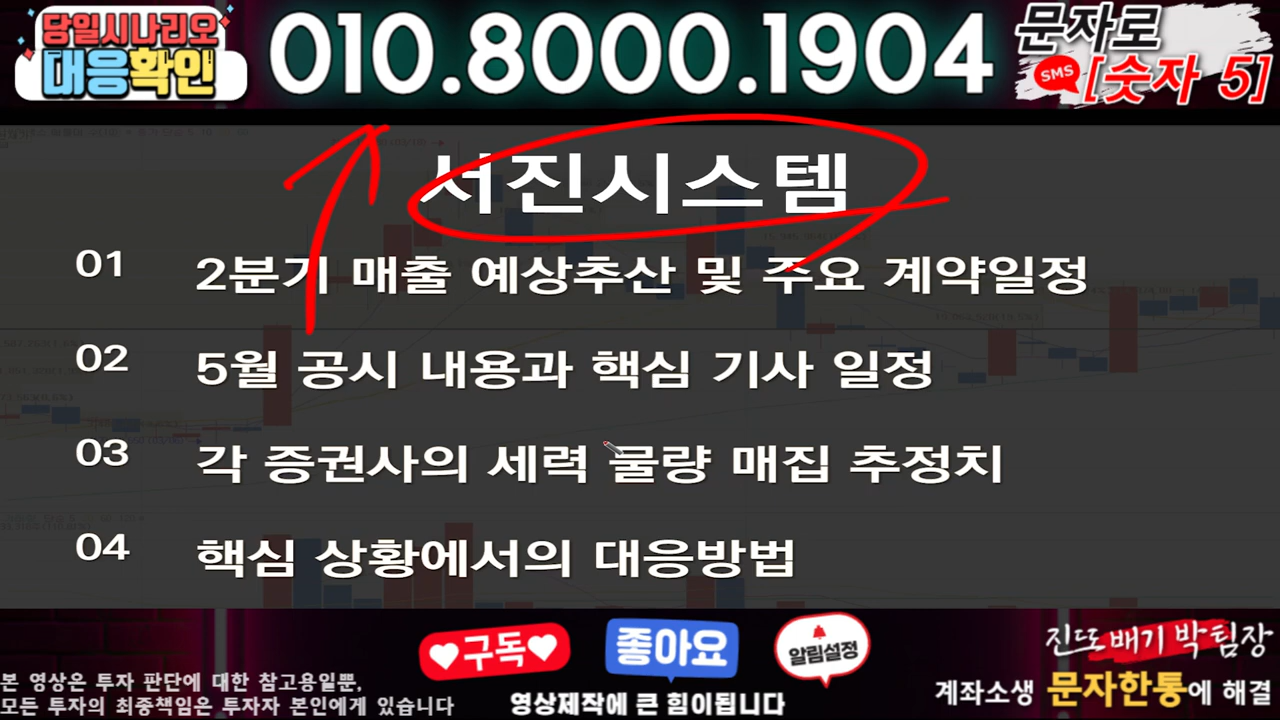 당일시나리오
대응확인
010.8000.1904
문자로
SMS [숫자 5]
서진시스템
01 2분기 매출 예상추산 및 주요 계약일정
02 5월 공시 내용과 핵심 기사 일정
03 각 증권사의 세력 물량 매집 추정치
04 핵심 상황에서의 대응방법
구독
좋아요
알림설정
진또배기 박팀장
본 영상은 투자 판단에 대한 참고용일뿐,
모든 투자의 최종책임은 투자자 본인에게 있습니다
영상제작에 큰 힘이됩니다
계좌소생 문자한통에 해결